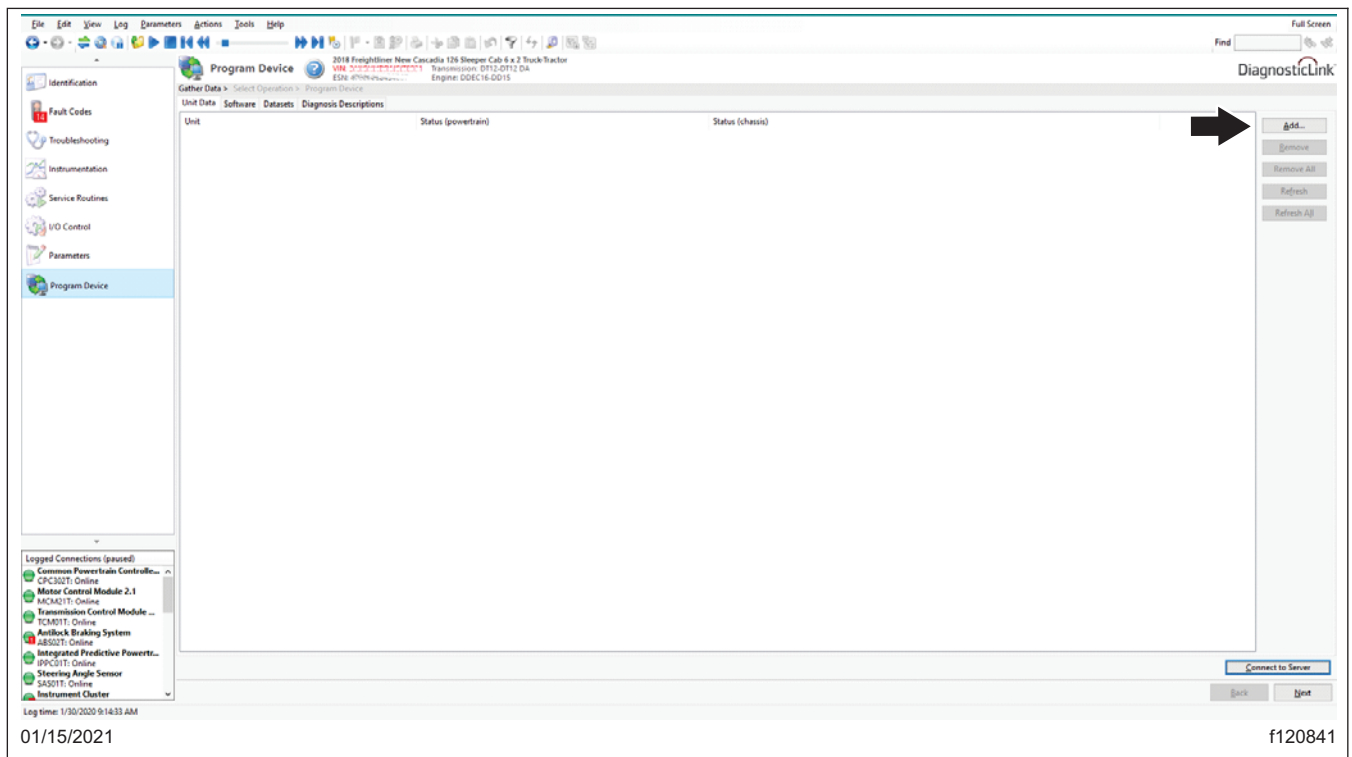 File Edit View Log Parameters Actions Tools Help
Full Screen
Find
Program Device
2018 Freightliner New Cascadia 126 Sleeper Cab 6 x 2 Truck-Tractor
VIN: Transmission: DT12-DT12 DA
ESN: Engine: DDEC16-DD15
DiagnosticLink
Gather Data > Select Operation > Program Device
Unit Data Software Datasets Diagnosis Descriptions
Unit Status (powertrain) Status (chassis)
Identification
Fault Codes
14
Troubleshooting
Instrumentation
Service Routines
I/O Control
Parameters
Program Device
Add...
Remove
Remove All
Refresh
Refresh All
Logged Connections (paused)
Common Powertrain Controlle...
CPC302T: Online
Motor Control Module 2.1
MCM21T: Online
Transmission Control Module ...
TCM01T: Online
Antilock Braking System
ABS02T: Online
Integrated Predictive Powertr...
IPPC01T: Online
Steering Angle Sensor
SAS01T: Online
Instrument Cluster
Connect to Server
Back Next
Log time: 1/30/2020 9:14:33 AM
01/15/2021 f120841